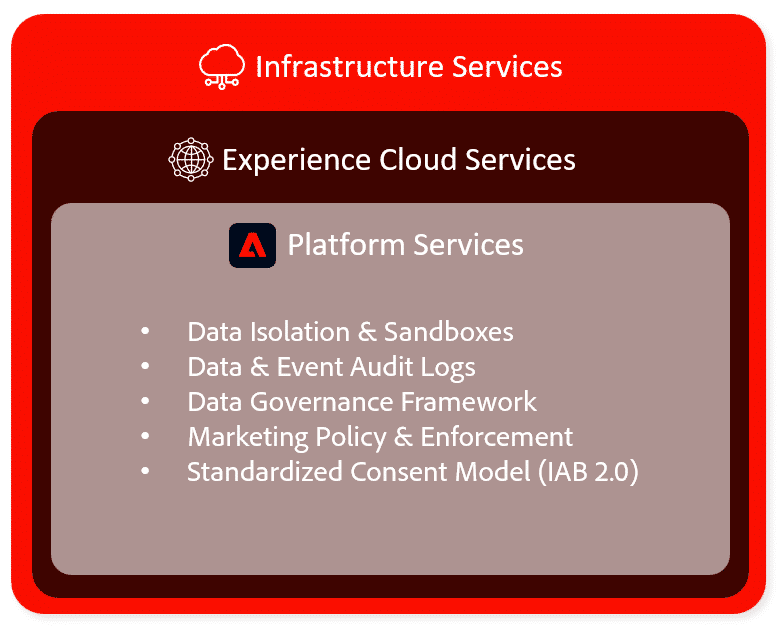 Infrastructure Services
Experience Cloud Services
Platform Services
• Data Isolation & Sandboxes
• Data & Event Audit Logs
• Data Governance Framework
• Marketing Policy & Enforcement
• Standardized Consent Model (IAB 2.0)